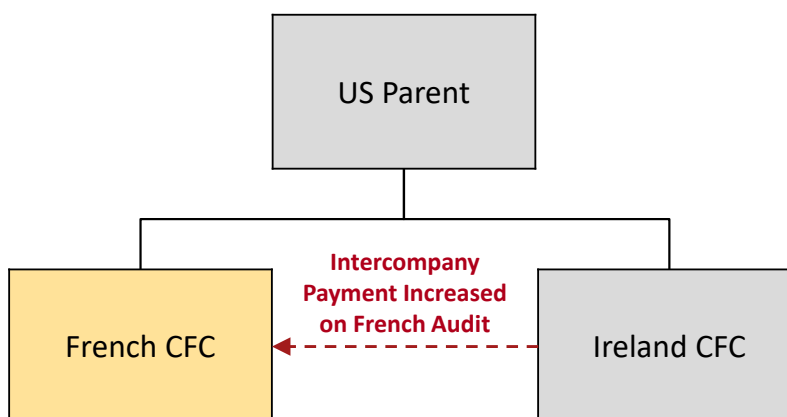 US Parent
Intercompany
Payment Increased
on French Audit
French CFC
Ireland CFC